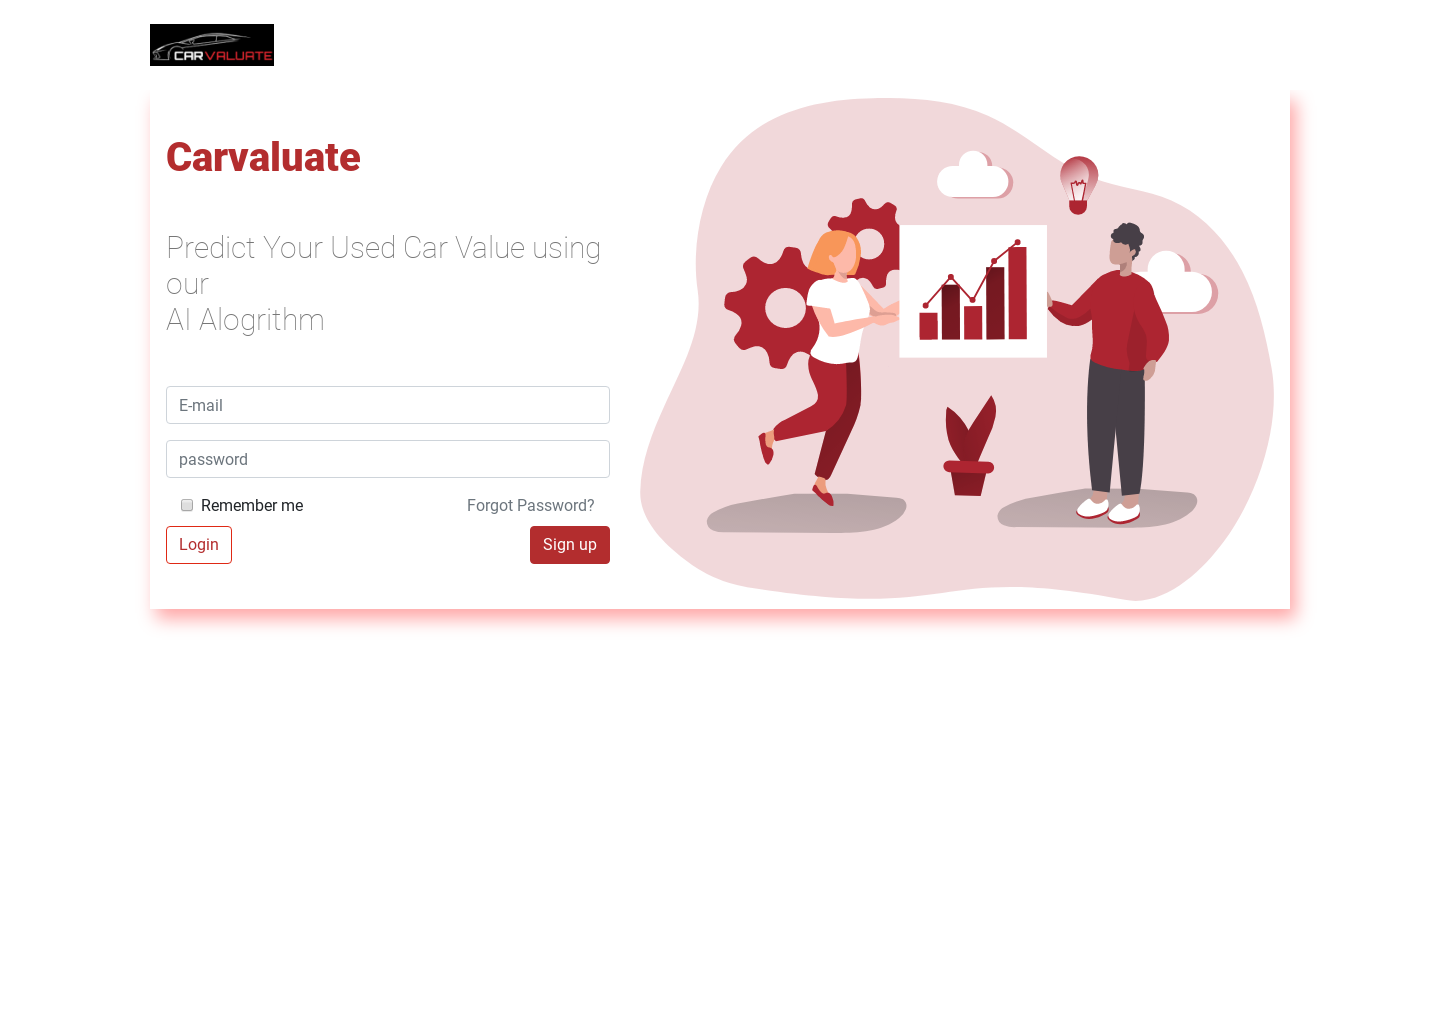 CARVALUATE
Carvaluate
Predict Your Used Car Value using
our
AI Alogrithm
E-mail
password
Remember me
Forgot Password?
Login
Sign up